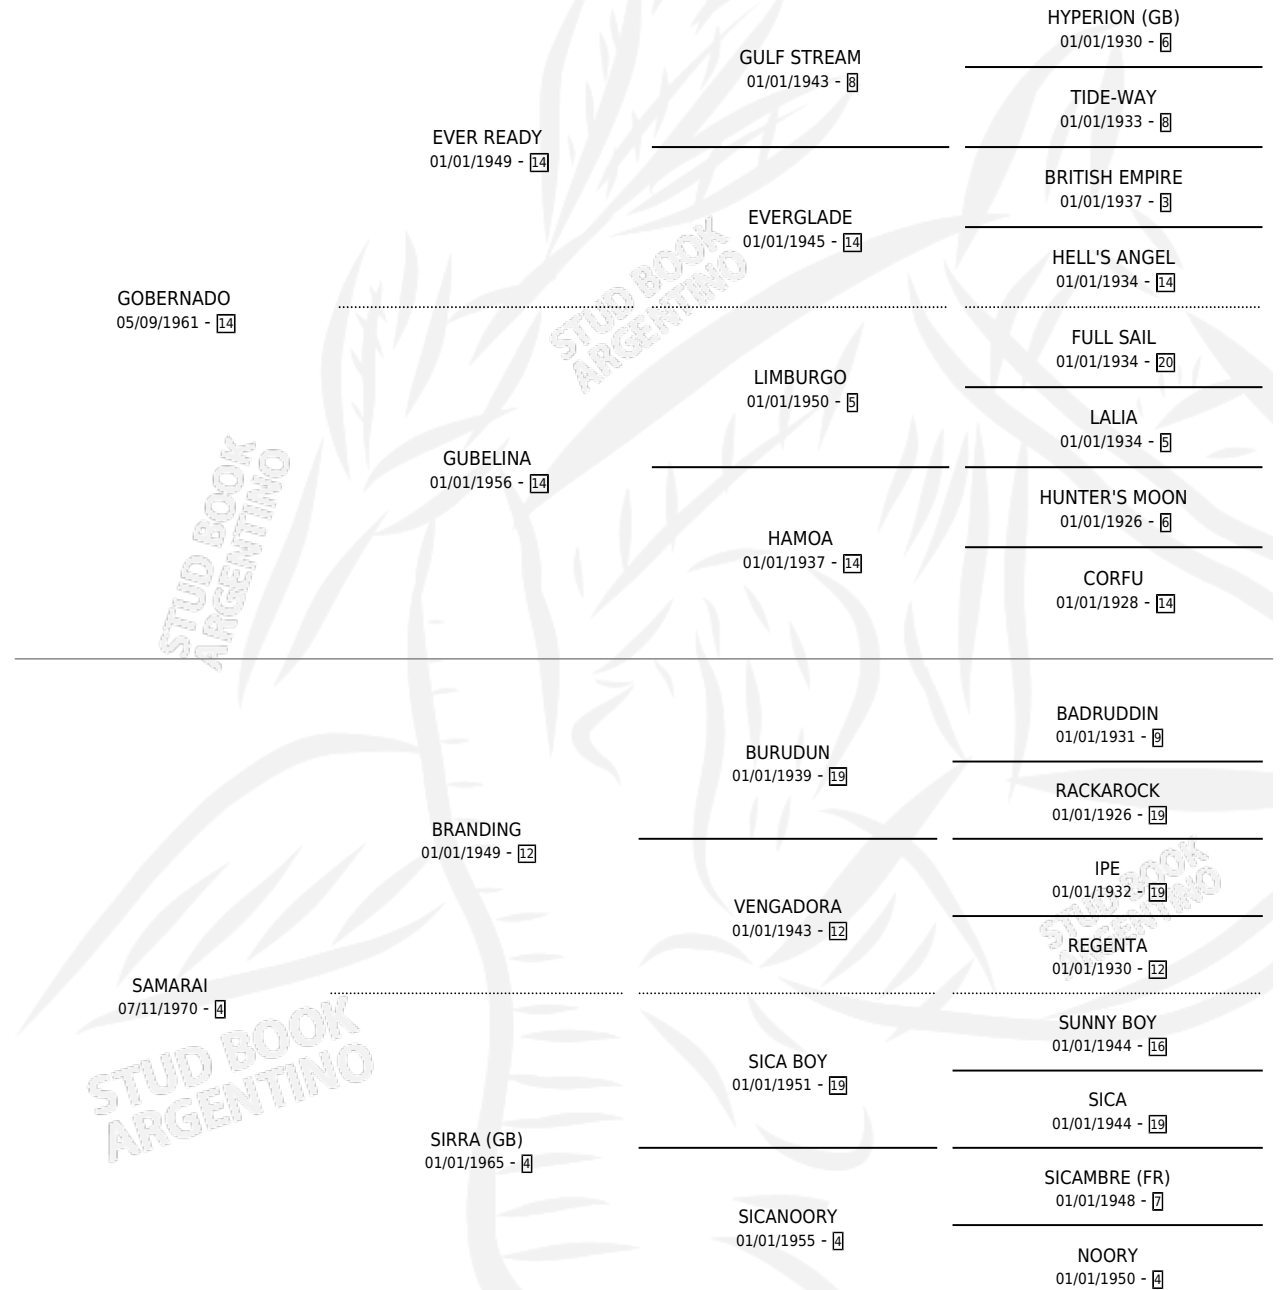 HYPERION (GB)
01/01/1930 - 6
GULF STREAM
01/01/1943 - 8
TIDE-WAY
01/01/1933 - 8
EVER READY
01/01/1949 - 14
BRITISH EMPIRE
01/01/1937 - 3
EVERGLADE
01/01/1945 - 14
HELL'S ANGEL
01/01/1934 - 14
GOBERNADO
05/09/1961 - 14
FULL SAIL
01/01/1934 - 20
LIMBURGO
01/01/1950 - 5
LALIA
01/01/1934 - 5
GUBELINA
01/01/1956 - 14
HUNTER'S MOON
01/01/1926 - 6
HAMOA
01/01/1937 - 14
CORFU
01/01/1928 - 14
STUD BOOK
ARGENTINO
STUD BOOK
ARGENTINO
BADRUDDIN
01/01/1931 - 9
BURUDUN
01/01/1939 - 19
RACKAROCK
01/01/1926 - 19
BRANDING
01/01/1949 - 12
IPE
01/01/1932 - 19
VENGADORA
01/01/1943 - 12
REGENTA
01/01/1930 - 12
SAMARAI
07/11/1970 - 4
SUNNY BOY
01/01/1944 - 16
SICA BOY
01/01/1951 - 19
SICA
01/01/1944 - 19
SIRRA (GB)
01/01/1965 - 4
SICAMBRE (FR)
01/01/1948 - 7
SICANOORY
01/01/1955 - 4
NOORY
01/01/1950 - 4
STUD BOOK
ARGENTINO
STUD BOOK
ARGENTINO